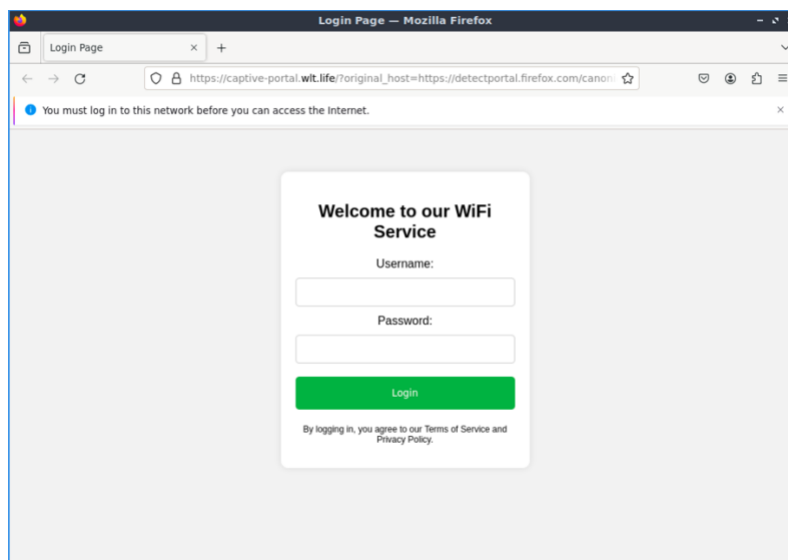 Login Page — Mozilla Firefox
Login Page
https://captive-portal.wlt.life/?original_host=https://detectportal.firefox.com/canon
You must log in to this network before you can access the Internet.
Welcome to our WiFi
Service
Username:
Password:
Login
By logging in, you agree to our Terms of Service and
Privacy Policy.